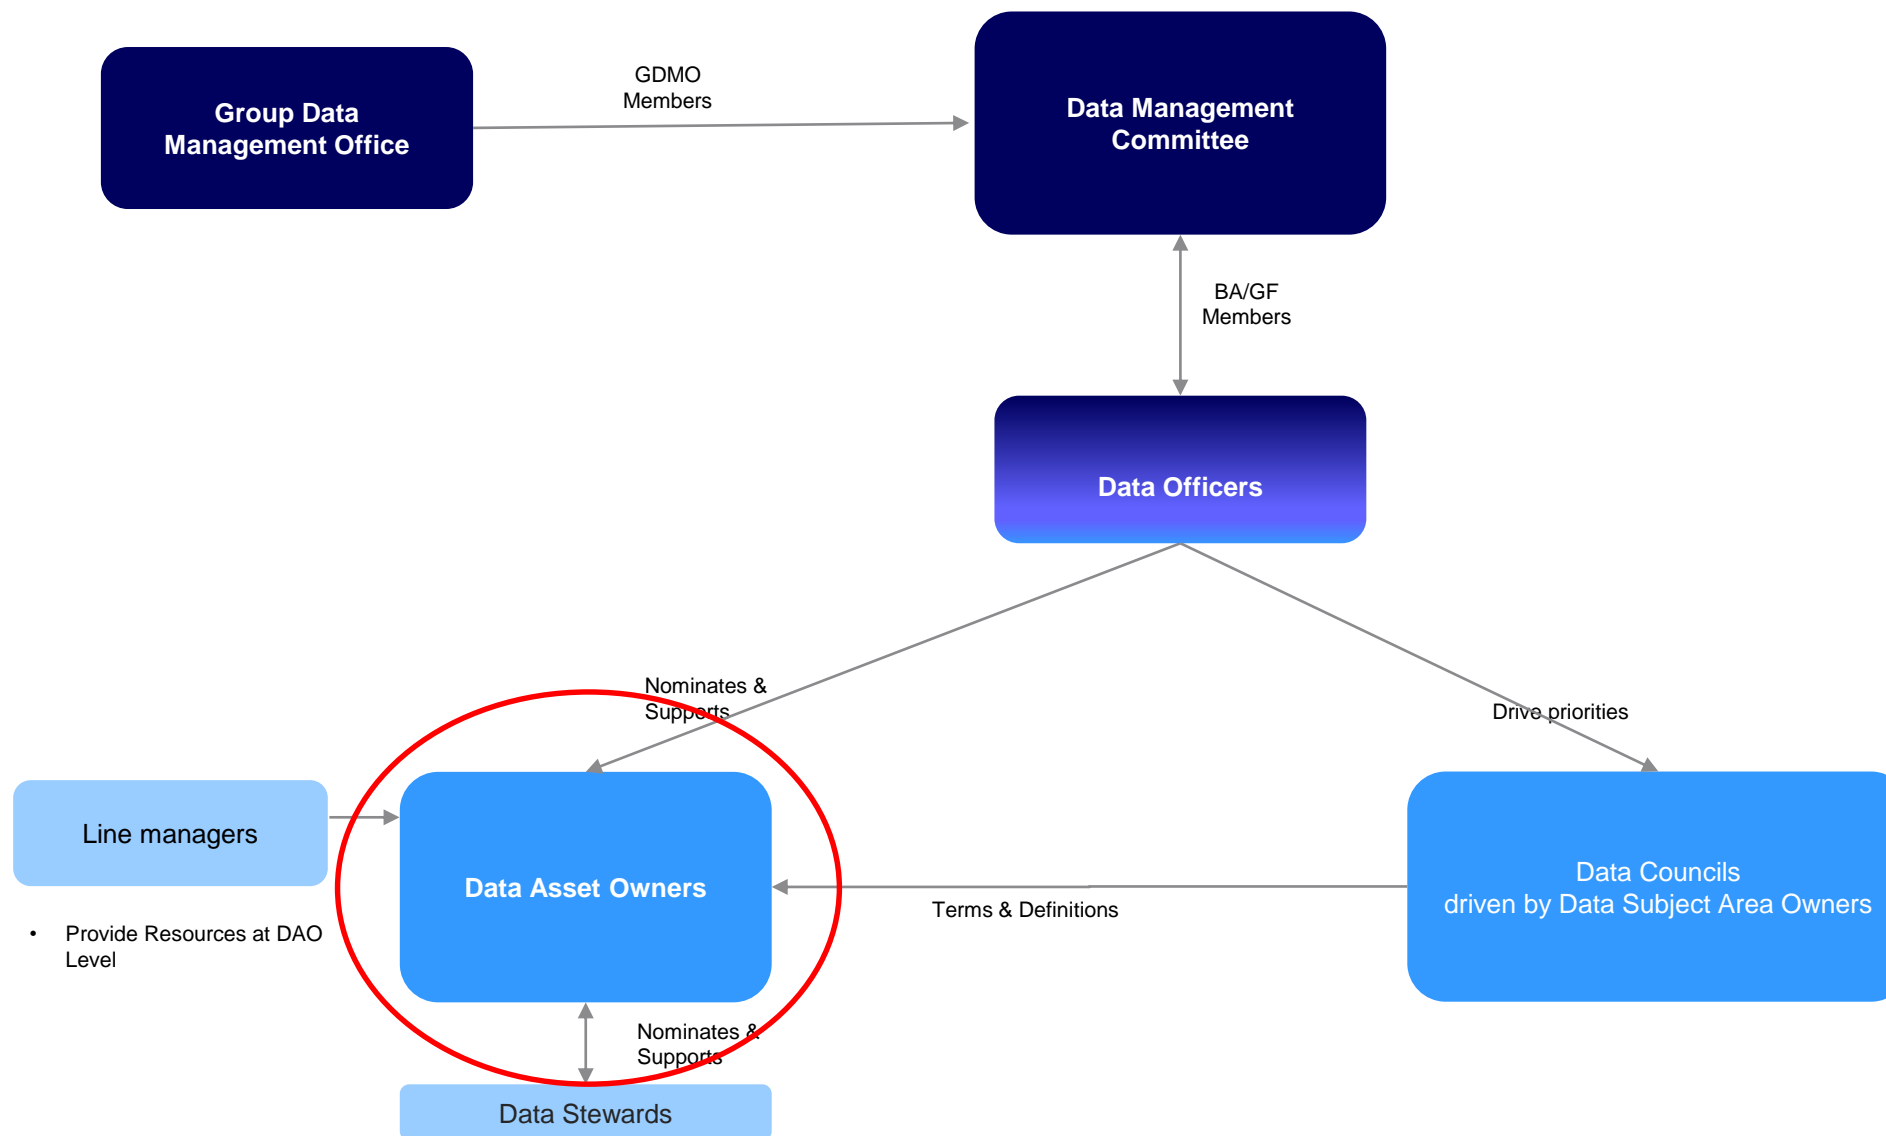 GDMO
Members
Group Data
Management Office
Data Management
Committee
BA/GF
Members
Data Officers
Nominates &
Supports
Drive priorities
Line managers
Data Asset Owners
Data Councils
driven by Data Subject Area Owners
Terms & Definitions
• Provide Resources at DAO
Level
Nominates &
Supports
Data Stewards